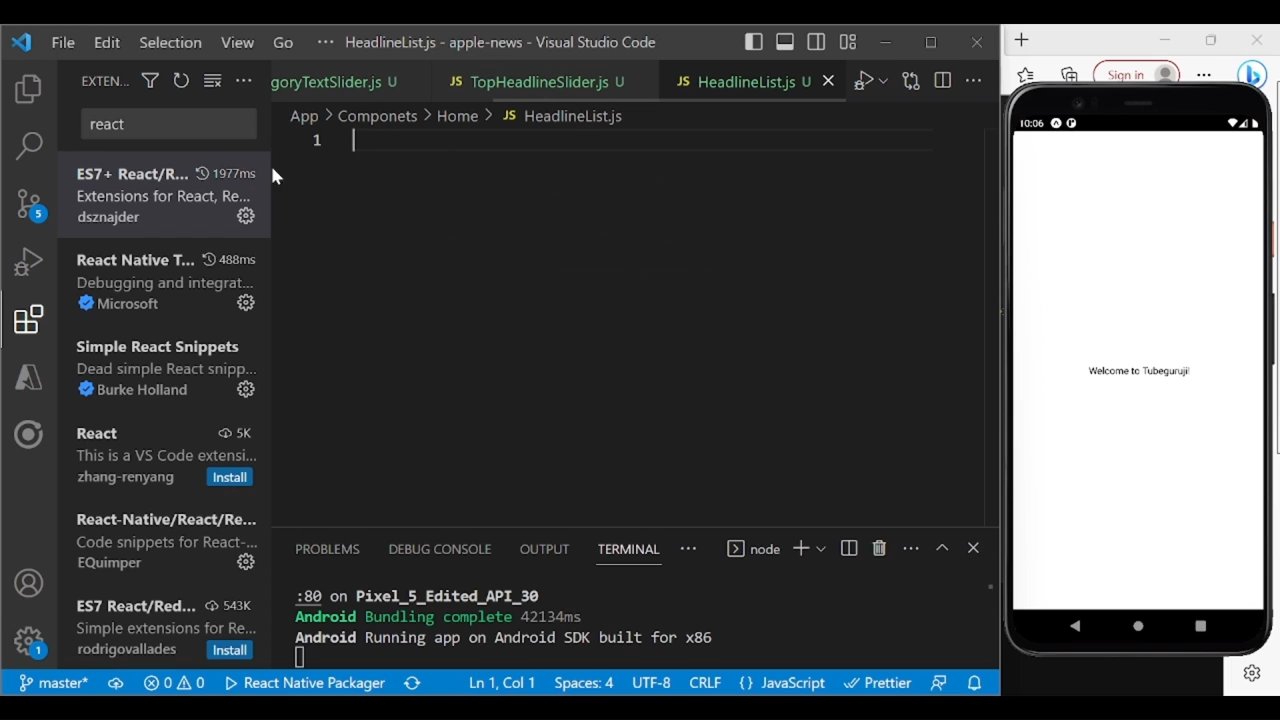 File Edit Selection View Go ··· HeadlineList.js - apple-news - Visual Studio Code
EXTEN... ···
goryTextSlider.js U JS TopHeadlineSlider.js U JS HeadlineList.js U
react
App > Componets > Home > JS HeadlineList.js
1
ES7+ React/R... 1977ms
Extensions for React, Re...
dsznajder
React Native T... 488ms
Debugging and integrat...
Microsoft
Simple React Snippets
Dead simple React snipp...
Burke Holland
React 5K
This is a VS Code extensi...
zhang-renyang Install
React-Native/React/Re...
Code snippets for React-...
EQuimper
ES7 React/Red... 543K
Simple extensions for Re...
rodrigovallades Install
5
1
PROBLEMS DEBUG CONSOLE OUTPUT TERMINAL ··· node
:80 on Pixel_5_Edited_API_30
Android Bundling complete 42134ms
Android Running app on Android SDK built for x86
master* 0 0 React Native Packager Ln 1, Col 1 Spaces: 4 UTF-8 CRLF {} JavaScript Prettier
Sign in ···
10:06
Welcome to Tubeguruji!